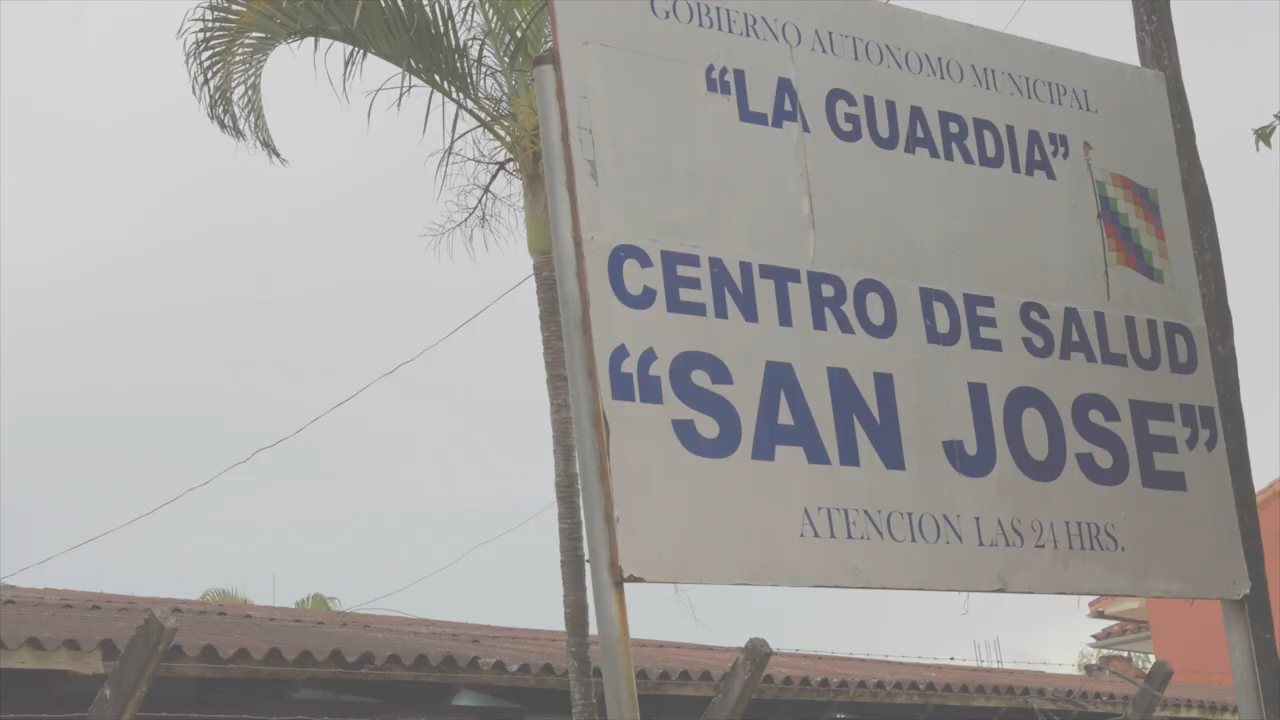 GOBIERNO AUTONOMO MUNICIPAL
“LA GUARDIA”
CENTRO DE SALUD
“SAN JOSE”
ATENCION LAS 24 HRS.